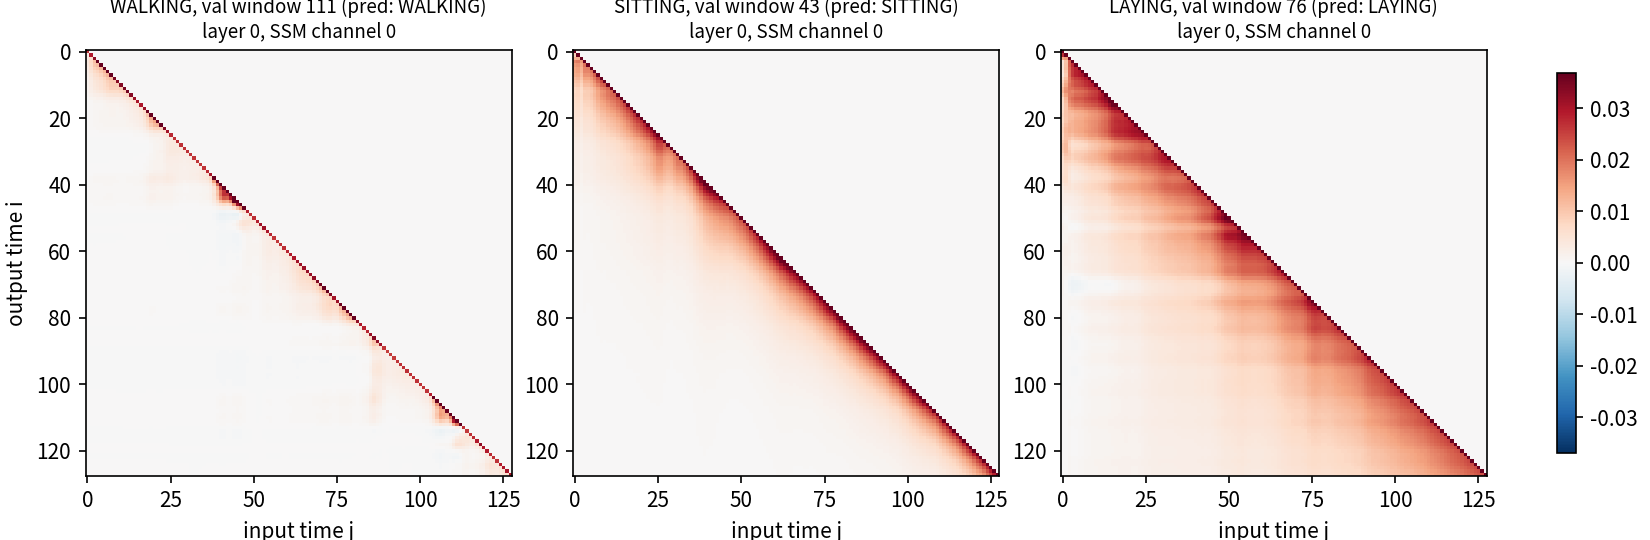 WALKING, val window 111 (pred: WALKING)
layer 0, SSM channel 0
SITTING, val window 43 (pred: SITTING)
layer 0, SSM channel 0
LAYING, val window 76 (pred: LAYING)
layer 0, SSM channel 0
output time i
0
20
40
60
80
100
120
0 25 50 75 100 125
input time j
0
20
40
60
80
100
120
0 25 50 75 100 125
input time j
0
20
40
60
80
100
120
0 25 50 75 100 125
input time j
0.03
0.02
0.01
0.00
-0.01
-0.02
-0.03